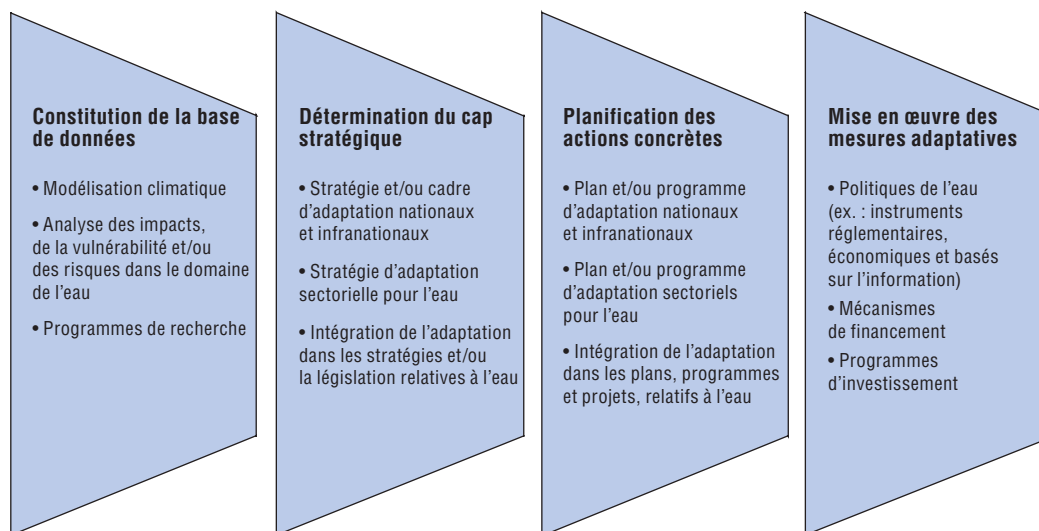 Constitution de la base
de données
• Modélisation climatique
• Analyse des impacts,
de la vulnérabilité et/ou
des risques dans le domaine
de l'eau
• Programmes de recherche
Détermination du cap
stratégique
• Stratégie et/ou cadre
d'adaptation nationaux
et infranationaux
• Stratégie d'adaptation
sectorielle pour l'eau
• Intégration de l'adaptation
dans les stratégies et/ou
la législation relatives à l'eau
Planification des
actions concrètes
• Plan et/ou programme
d'adaptation nationaux
et infranationaux
• Plan et/ou programme
d'adaptation sectoriels
pour l'eau
• Intégration de l'adaptation
dans les plans, programmes
et projets, relatifs à l'eau
Mise en œuvre des
mesures adaptatives
• Politiques de l'eau
(ex. : instruments
réglementaires,
économiques et basés
sur l'information)
• Mécanismes
de financement
• Programmes
d'investissement